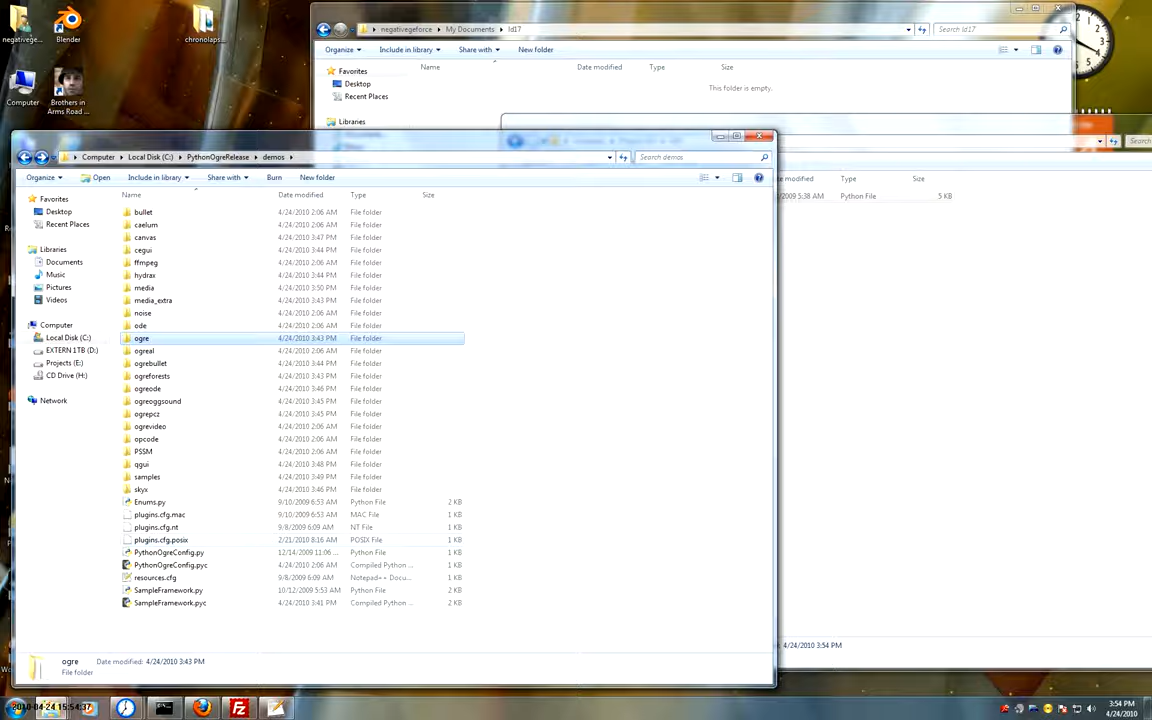 negativege...
Blender
chronolaps...
Computer
Brothers in
Arms Road ...
negativegeforce
My Documents
ld17
Search ld17
Organize
Include in library
Share with
New folder
Favorites
Name
Date modified
Type
Size
Desktop
Recent Places
This folder is empty.
Libraries
Computer
Local Disk (C:)
PythonOgreRelease
demos
Search demos
Search
Organize
Open
Include in library
Share with
Burn
New folder
Name
Date modified
Type
Size
Favorites
Desktop
Recent Places
Libraries
Documents
Music
Pictures
Videos
Computer
Local Disk (C:)
EXTERN 1TB (D:)
Projects (E:)
CD Drive (H:)
Network
bullet 4/24/2010 2:06 AM File folder
caelum 4/24/2010 2:06 AM File folder
canvas 4/24/2010 3:47 PM File folder
cegui 4/24/2010 3:44 PM File folder
ffmpeg 4/24/2010 2:06 AM File folder
hydrax 4/24/2010 3:44 PM File folder
media 4/24/2010 3:50 PM File folder
media_extra 4/24/2010 3:43 PM File folder
noise 4/24/2010 2:06 AM File folder
ode 4/24/2010 2:06 AM File folder
ogre 4/24/2010 3:43 PM File folder
ogreal 4/24/2010 2:06 AM File folder
ogrebullet 4/24/2010 3:44 PM File folder
ogreforests 4/24/2010 3:43 PM File folder
ogreode 4/24/2010 3:46 PM File folder
ogreoggsound 4/24/2010 3:45 PM File folder
ogrepcz 4/24/2010 3:45 PM File folder
ogrevideo 4/24/2010 2:06 AM File folder
opcode 4/24/2010 2:06 AM File folder
PSSM 4/24/2010 2:06 AM File folder
qgui 4/24/2010 3:48 PM File folder
samples 4/24/2010 3:49 PM File folder
skyx 4/24/2010 3:46 PM File folder
Enums.py 9/10/2009 6:53 AM Python File 2 KB
plugins.cfg.mac 9/10/2009 6:53 AM MAC File 1 KB
plugins.cfg.nt 9/8/2009 6:09 AM NT File 1 KB
plugins.cfg.posix 2/21/2010 8:16 AM POSIX File 1 KB
PythonOgreConfig.py 12/14/2009 11:06 ... Python File 2 KB
PythonOgreConfig.pyc 4/24/2010 2:06 AM Compiled Python ... 2 KB
resources.cfg 9/8/2009 6:09 AM Notepad++ Docu... 1 KB
SampleFramework.py 10/12/2009 5:53 AM Python File 2 KB
SampleFramework.pyc 4/24/2010 3:41 PM Compiled Python ... 2 KB
te modified
Type
Size
/2009 5:38 AM Python File 5 KB
: 4/24/2010 3:54 PM
ogre
Date modified: 4/24/2010 3:43 PM
File folder
2010-04-24 15:54:37
3:54 PM
4/24/2010